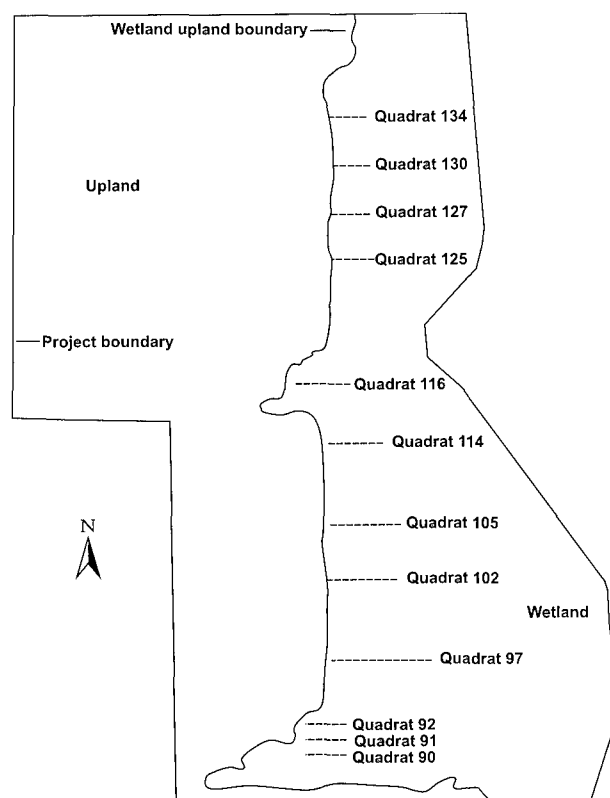 Wetland upland boundary
Quadrat 134
Quadrat 130
Upland
Quadrat 127
Quadrat 125
Project boundary
Quadrat 116
Quadrat 114
N
Quadrat 105
Quadrat 102
Wetland
Quadrat 97
Quadrat 92
Quadrat 91
Quadrat 90